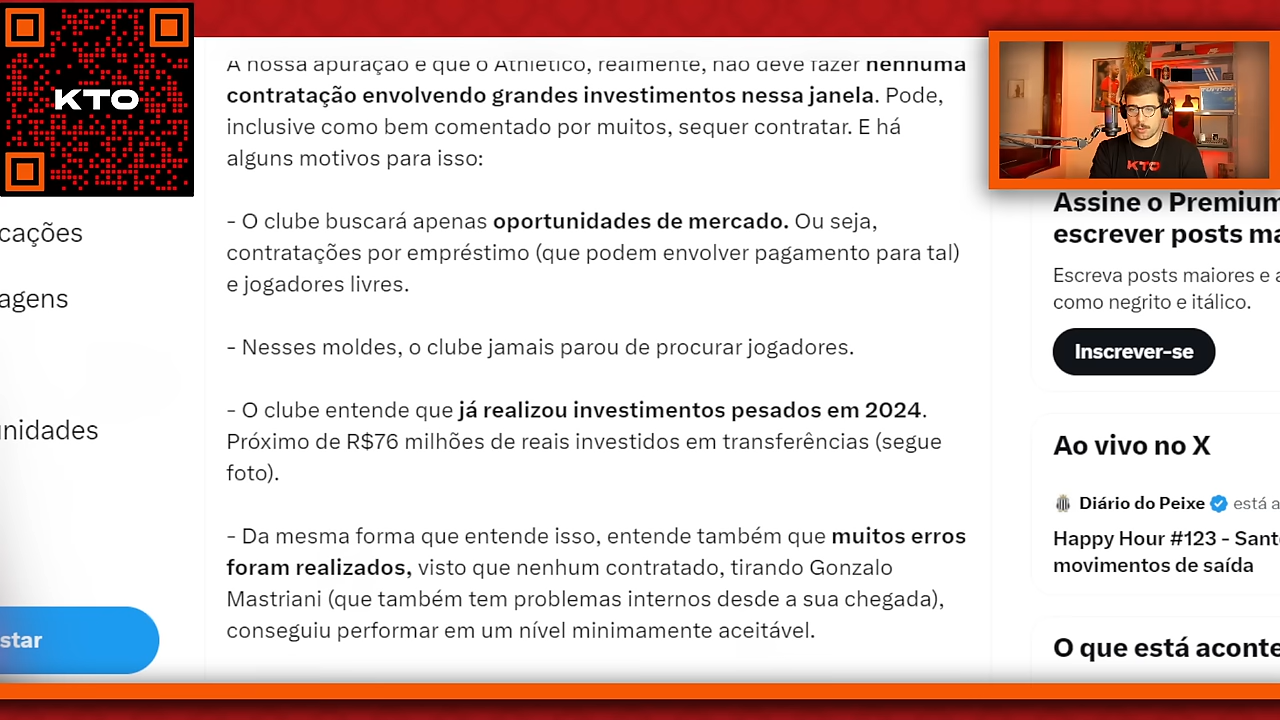 KTO
A nossa apuração é que o Athletico, realmente, não deve fazer nenhuma
contratação envolvendo grandes investimentos nessa janela. Pode,
inclusive como bem comentado por muitos, sequer contratar. E há
alguns motivos para isso:
- O clube buscará apenas oportunidades de mercado. Ou seja,
contratações por empréstimo (que podem envolver pagamento para tal)
e jogadores livres.
- Nesses moldes, o clube jamais parou de procurar jogadores.
- O clube entende que já realizou investimentos pesados em 2024.
Próximo de R$76 milhões de reais investidos em transferências (segue
foto).
- Da mesma forma que entende isso, entende também que muitos erros
foram realizados, visto que nenhum contratado, tirando Gonzalo
Mastriani (que também tem problemas internos desde a sua chegada),
conseguiu performar em um nível minimamente aceitável.
cações
agens
unidades
star
KTO
Assine o Premium
escrever posts ma
Escreva posts maiores e a
como negrito e itálico.
Inscrever-se
Ao vivo no X
Diário do Peixe está a
Happy Hour #123 - Sant
movimentos de saída
O que está aconte